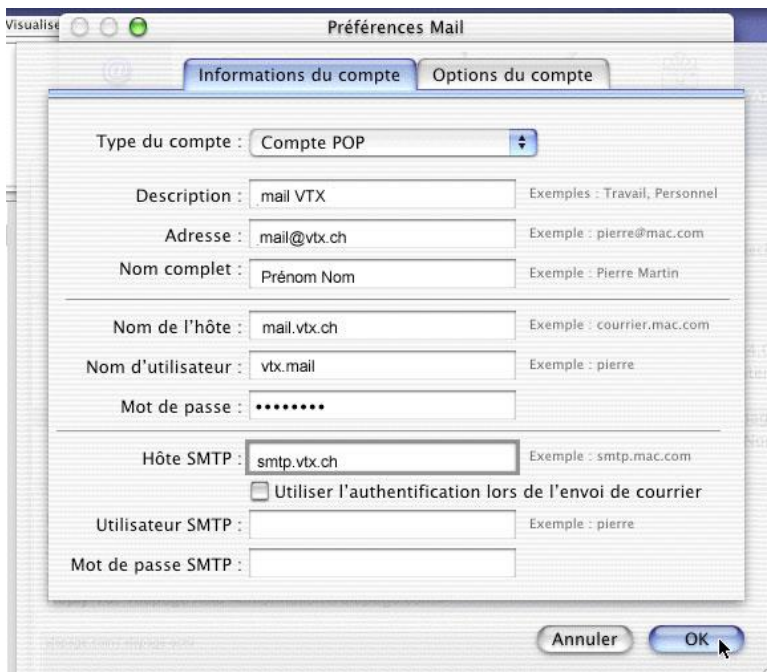 Visualise
Préférences Mail
Informations du compte Options du compte
Type du compte : Compte POP
Description : mail VTX Exemples : Travail, Personnel
Adresse : mail@vtx.ch Exemple : pierre@mac.com
Nom complet : Prénom Nom Exemple : Pierre Martin
Nom de l'hôte : mail.vtx.ch Exemple : courrier.mac.com
Nom d'utilisateur : vtx.mail Exemple : pierre
Mot de passe : ••••••••
Hôte SMTP : smtp.vtx.ch Exemple : smtp.mac.com
Utiliser l'authentification lors de l'envoi de courrier
Utilisateur SMTP : Exemple : pierre
Mot de passe SMTP :
Annuler OK